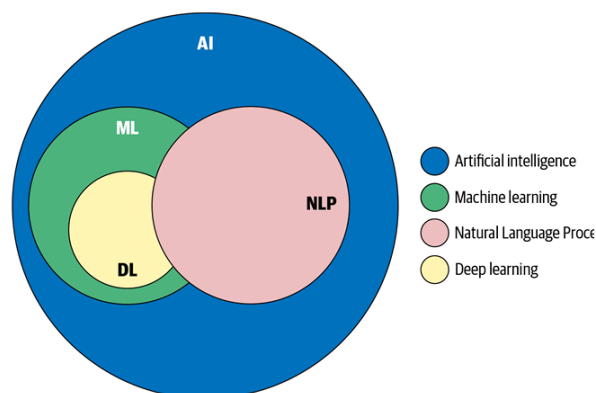 AI
ML
NLP
DL
Artificial intelligence
Machine learning
Natural Language Proce
Deep learning